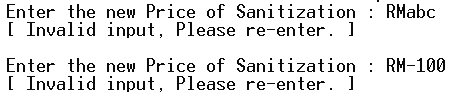 Enter the new Price of Sanitization : RMabc
[ Invalid input, Please re-enter. ]
Enter the new Price of Sanitization : RM-100
[ Invalid input, Please re-enter. ]